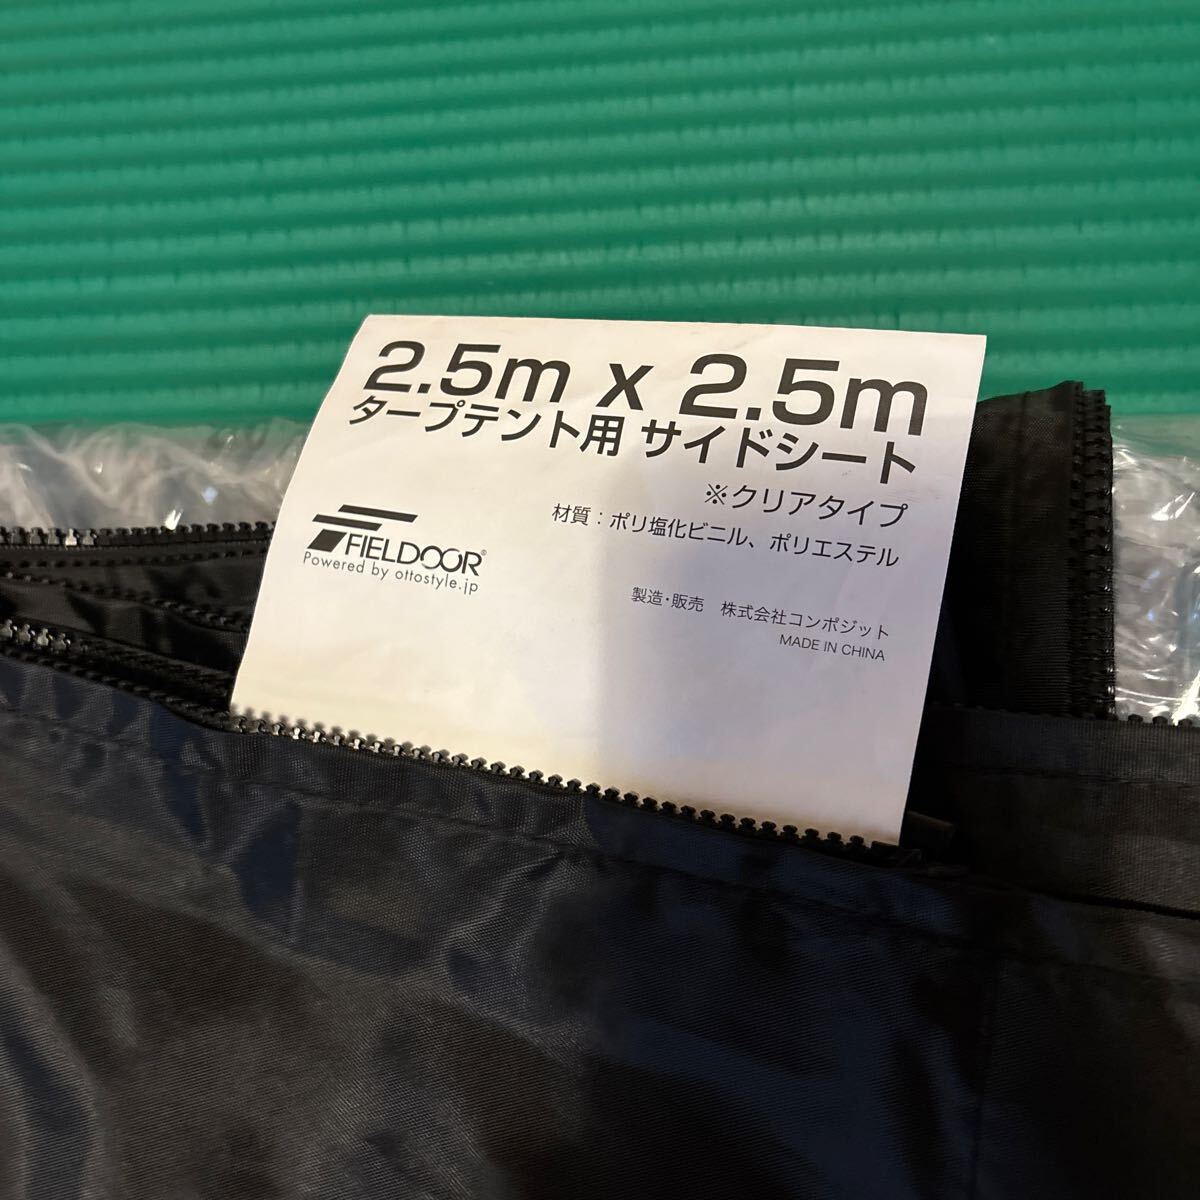 2.5m x 2.5m
タープテント用 サイドシート
※クリアタイプ
材質：ポリ塩化ビニル、ポリエステル
FIELDOOR®
Powered by ottostyle.jp
製造・販売　株式会社コンポジット
MADE IN CHINA